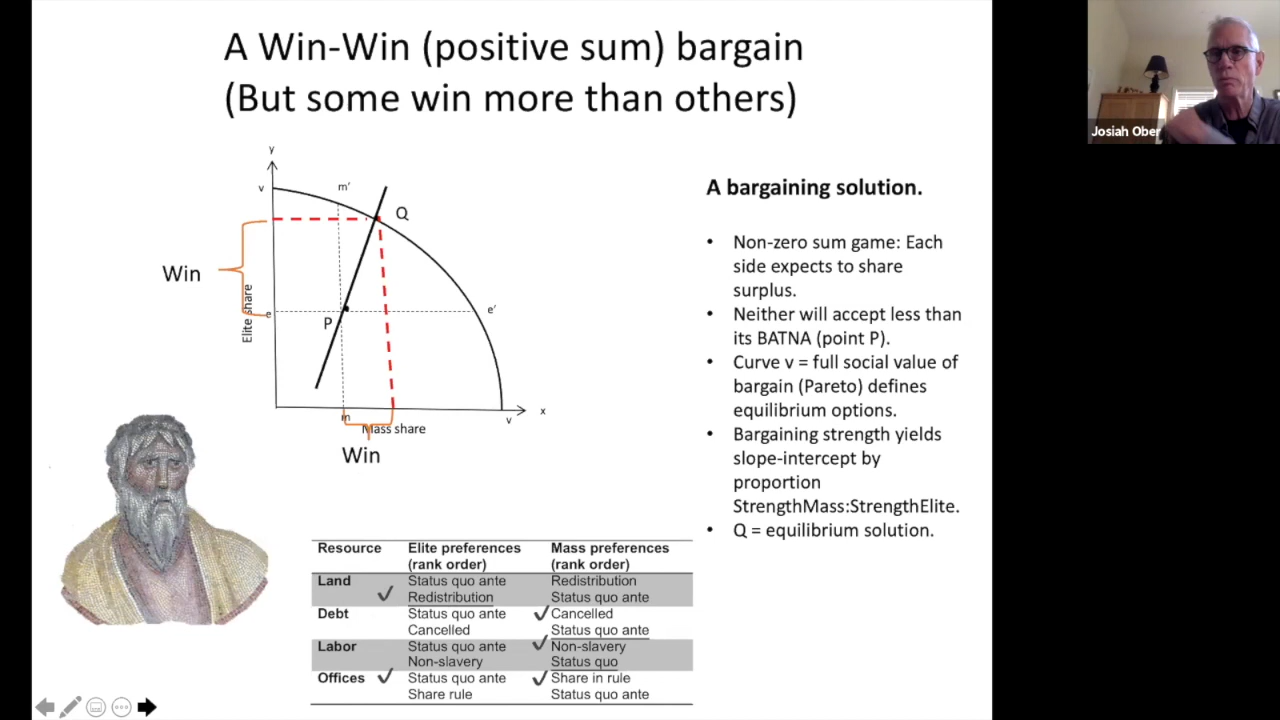 A Win-Win (positive sum) bargain
(But some win more than others)
Josiah Ober
y
v
m'
Q
Win
Elite share
e
P
e'
m
Mass share
v
x
Win
A bargaining solution.
• Non-zero sum game: Each
side expects to share
surplus.
• Neither will accept less than
its BATNA (point P).
• Curve v = full social value of
bargain (Pareto) defines
equilibrium options.
• Bargaining strength yields
slope-intercept by
proportion
StrengthMass:StrengthElite.
• Q = equilibrium solution.
Resource Elite preferences Mass preferences
(rank order) (rank order)
Land Status quo ante Redistribution
✓ Redistribution Status quo ante
Debt Status quo ante ✓ Cancelled
Cancelled Status quo ante
Labor Status quo ante ✓ Non-slavery
Non-slavery Status quo
Offices ✓ Status quo ante ✓ Share in rule
Share rule Status quo ante